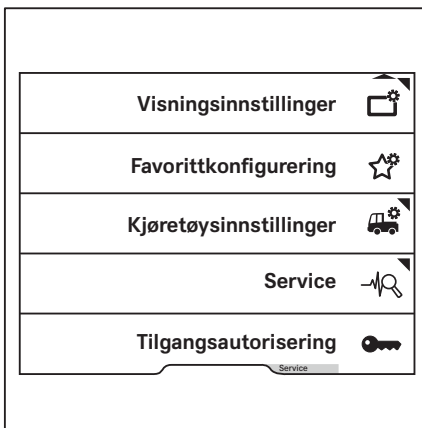 Visningsinnstillinger
Favorittkonfigurering
Kjøretøysinnstillinger
Service
Tilgangsautorisering
Service